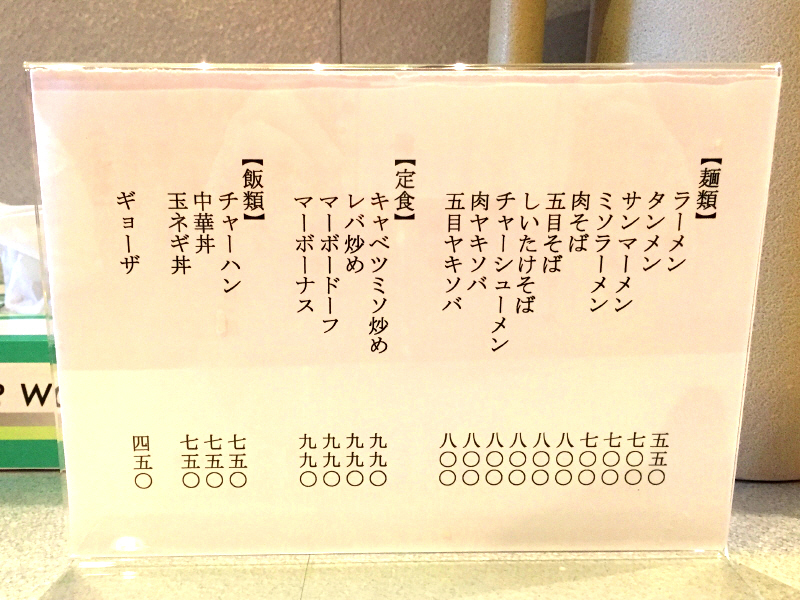 【麺類】
ラーメン 五五〇
タンメン 七〇〇
サンマーメン 七〇〇
ミソラーメン 七〇〇
肉そば 八〇〇
五目そば 八〇〇
しいたけそば 八〇〇
チャーシューメン 八〇〇
肉ヤキソバ 八〇〇
五目ヤキソバ 八〇〇
【定食】
キャベツミソ炒め 九九〇
レバ炒め 九九〇
マーボードーフ 九九〇
マーボーナス 九九〇
【飯類】
チャーハン 七五〇
中華丼 七五〇
玉ネギ丼 七五〇
ギョーザ 四五〇